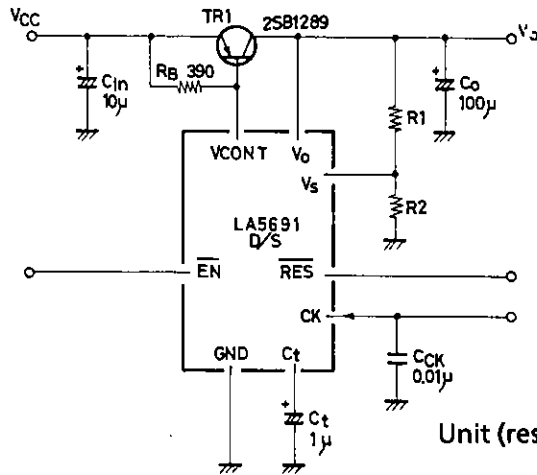 VCC
TR1
2SB1289
Vo
Cin
10μ
RB 390
R1
Co
100μ
VCONT
Vo
Vs
R2
LA5691
D/S
EN
RES
CK
GND
Ct
CCK
0.01μ
Ct
1μ
Unit (res